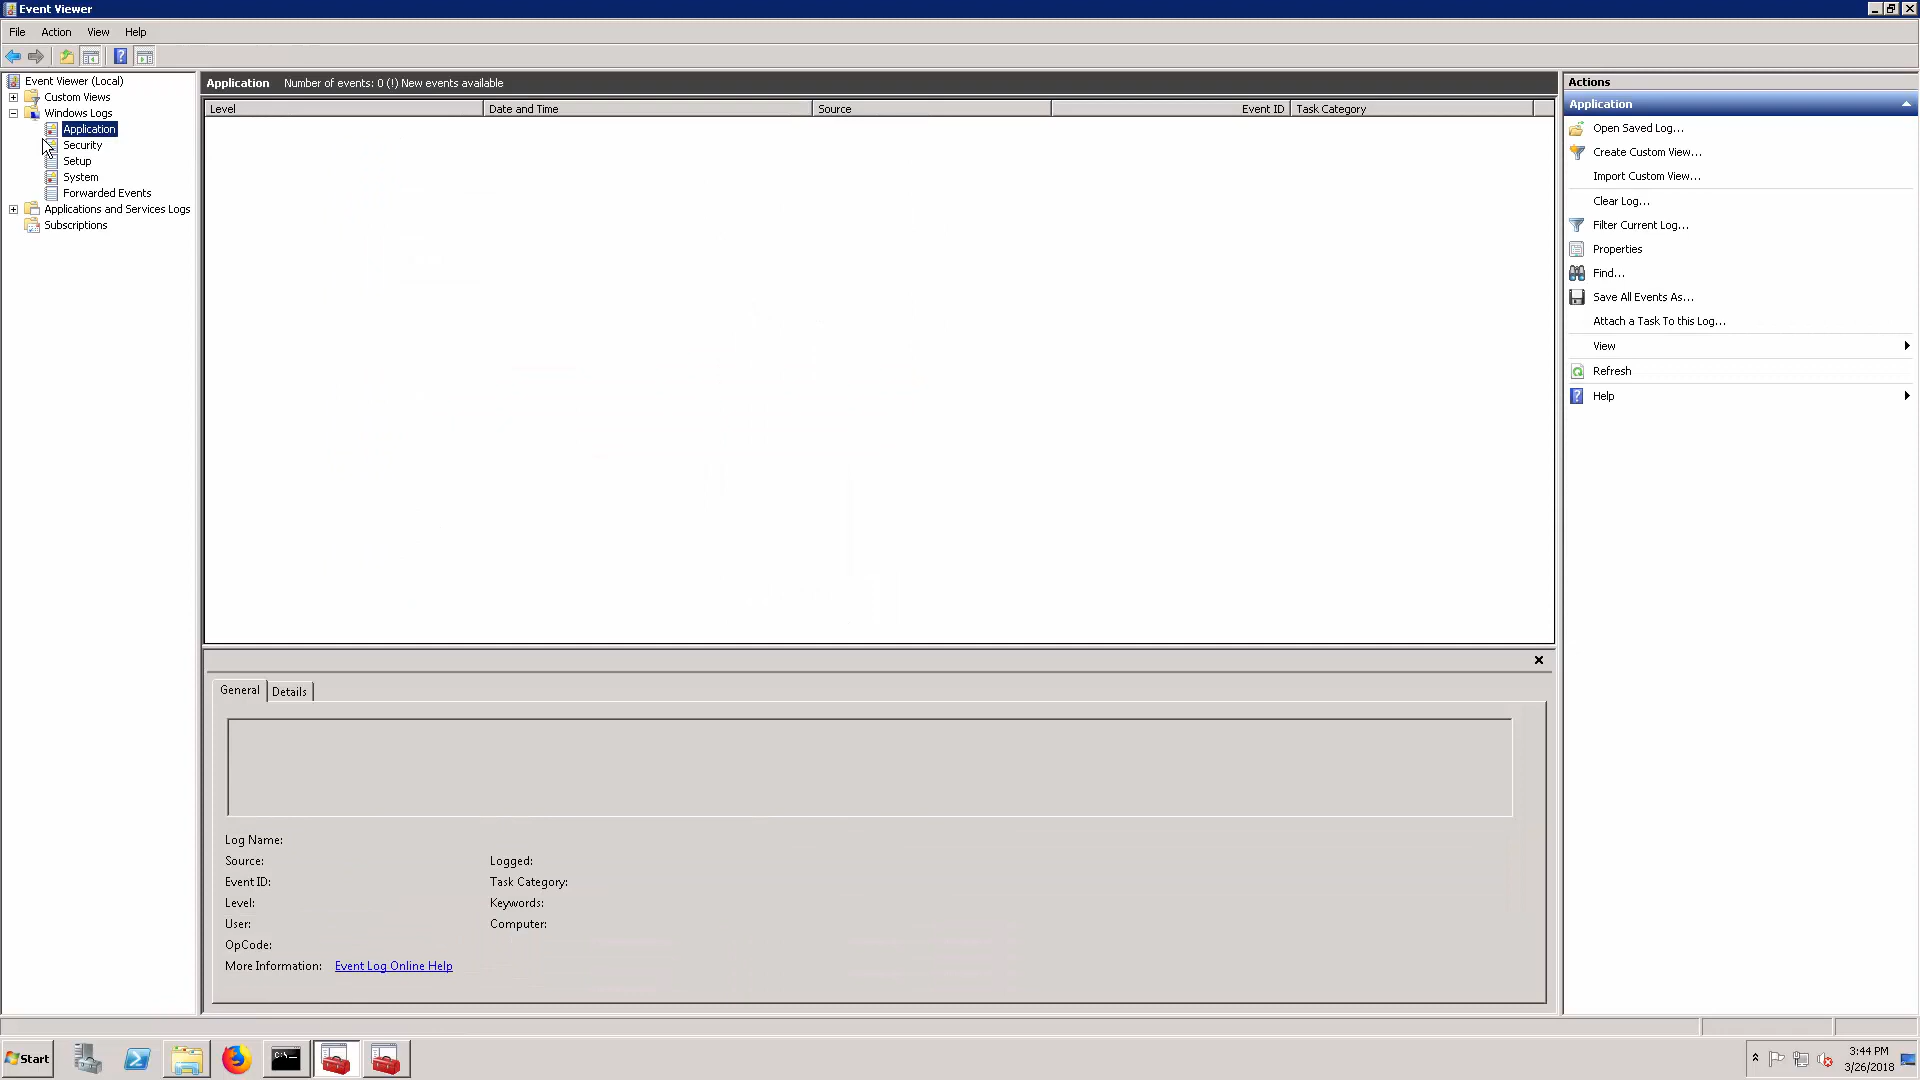 Event Viewer
File Action View Help
Event Viewer (Local)
Custom Views
Windows Logs
Application
Security
Setup
System
Forwarded Events
Applications and Services Logs
Subscriptions
Application Number of events: 0 (!) New events available
Level Date and Time Source Event ID Task Category
General Details
Log Name:
Source: Logged:
Event ID: Task Category:
Level: Keywords:
User: Computer:
OpCode:
More Information: Event Log Online Help
Actions
Application
Open Saved Log...
Create Custom View...
Import Custom View...
Clear Log...
Filter Current Log...
Properties
Find...
Save All Events As...
Attach a Task To this Log...
View
Refresh
Help
Start
C:\
3:44 PM
3/26/2018